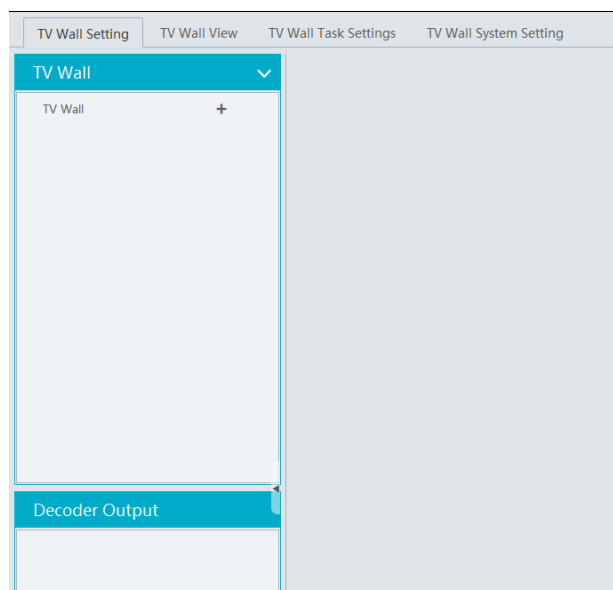 TV Wall Setting TV Wall View TV Wall Task Settings TV Wall System Setting
TV Wall
TV Wall +
Decoder Output